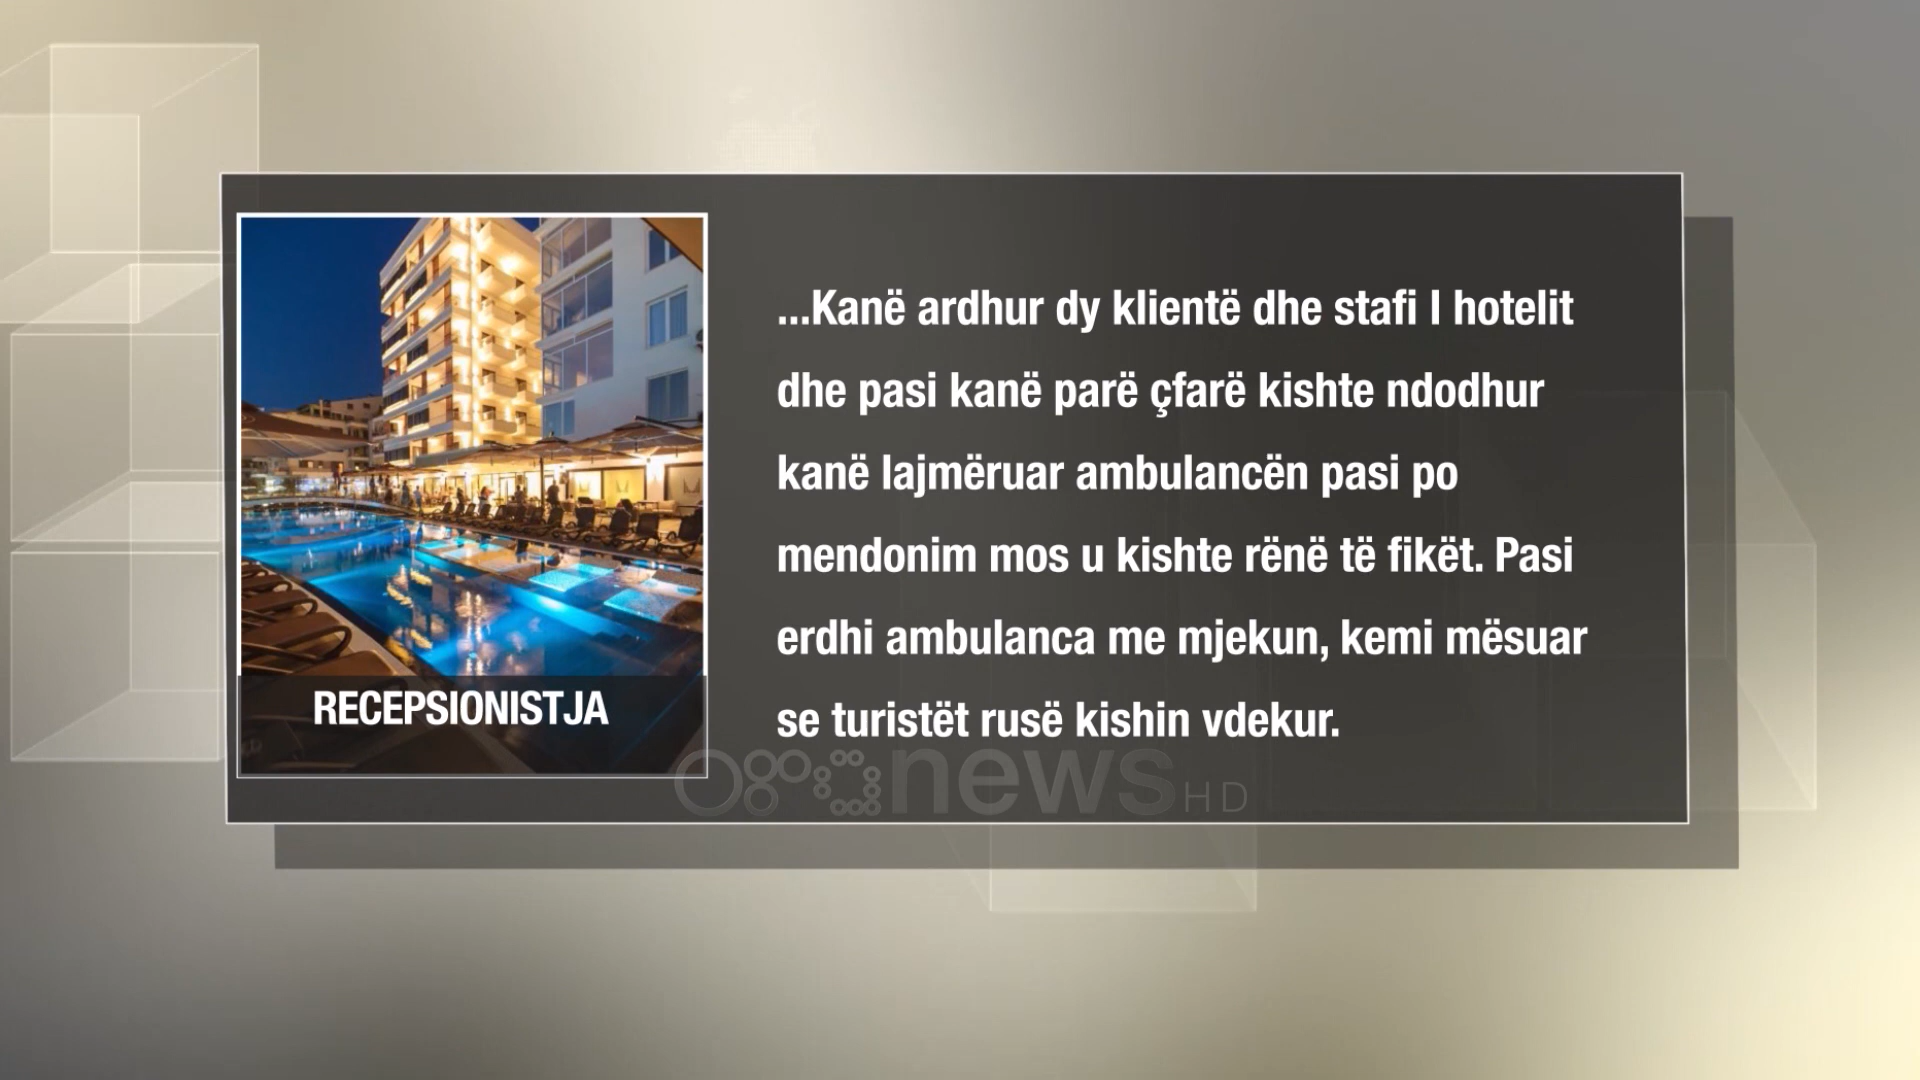 ...Kanë ardhur dy klientë dhe stafi I hotelit
dhe pasi kanë parë çfarë kishte ndodhur
kanë lajmëruar ambulancën pasi po
mendonim mos u kishte rënë të fikët. Pasi
erdhi ambulanca me mjekun, kemi mësuar
se turistët rusë kishin vdekur.
RECEPSIONISTJA
ora news HD